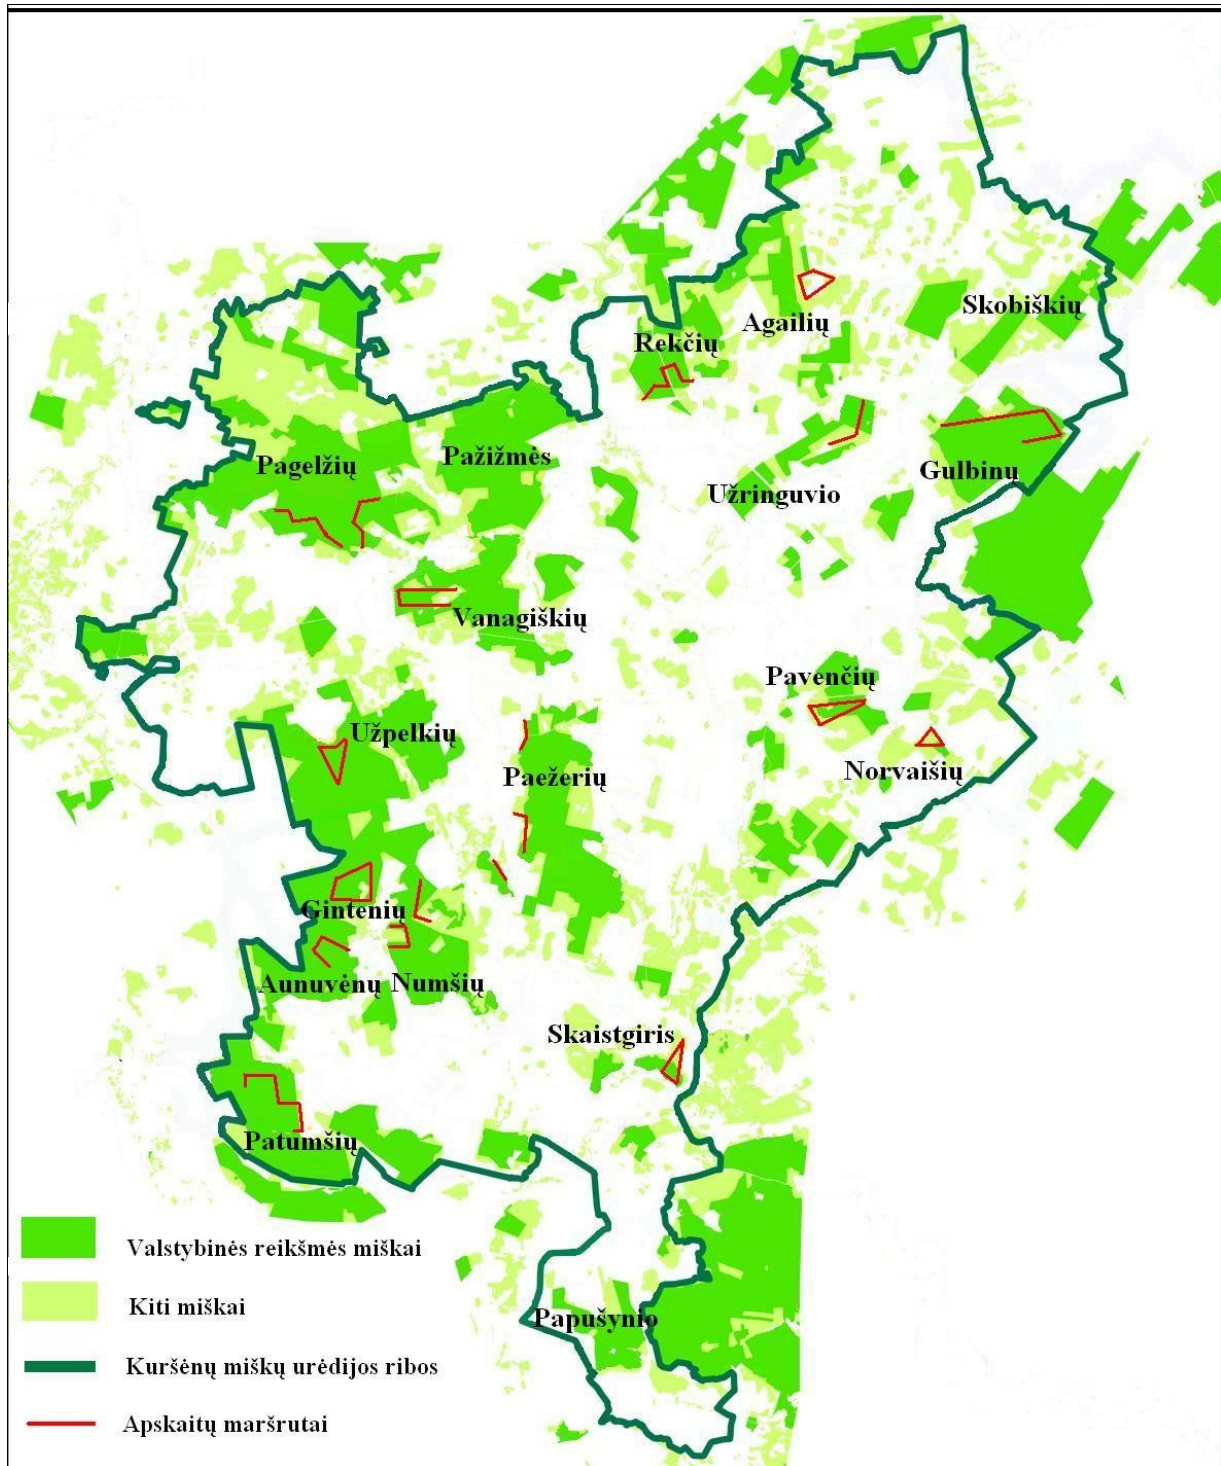 Skobiškių
Agailių
Rekčių
Pažižmės
Pagelžių
Gulbinų
Užringuvio
Vanagiškių
Pavenčių
Užpelkių
Norvaišių
Paežerių
Gintenių
Aunuvėnų
Numšių
Skaistgiris
Patumšių
Papušynio
Valstybinės reikšmės miškai
Kiti miškai
Kuršėnų miškų urėdijos ribos
Apskaitų maršrutai